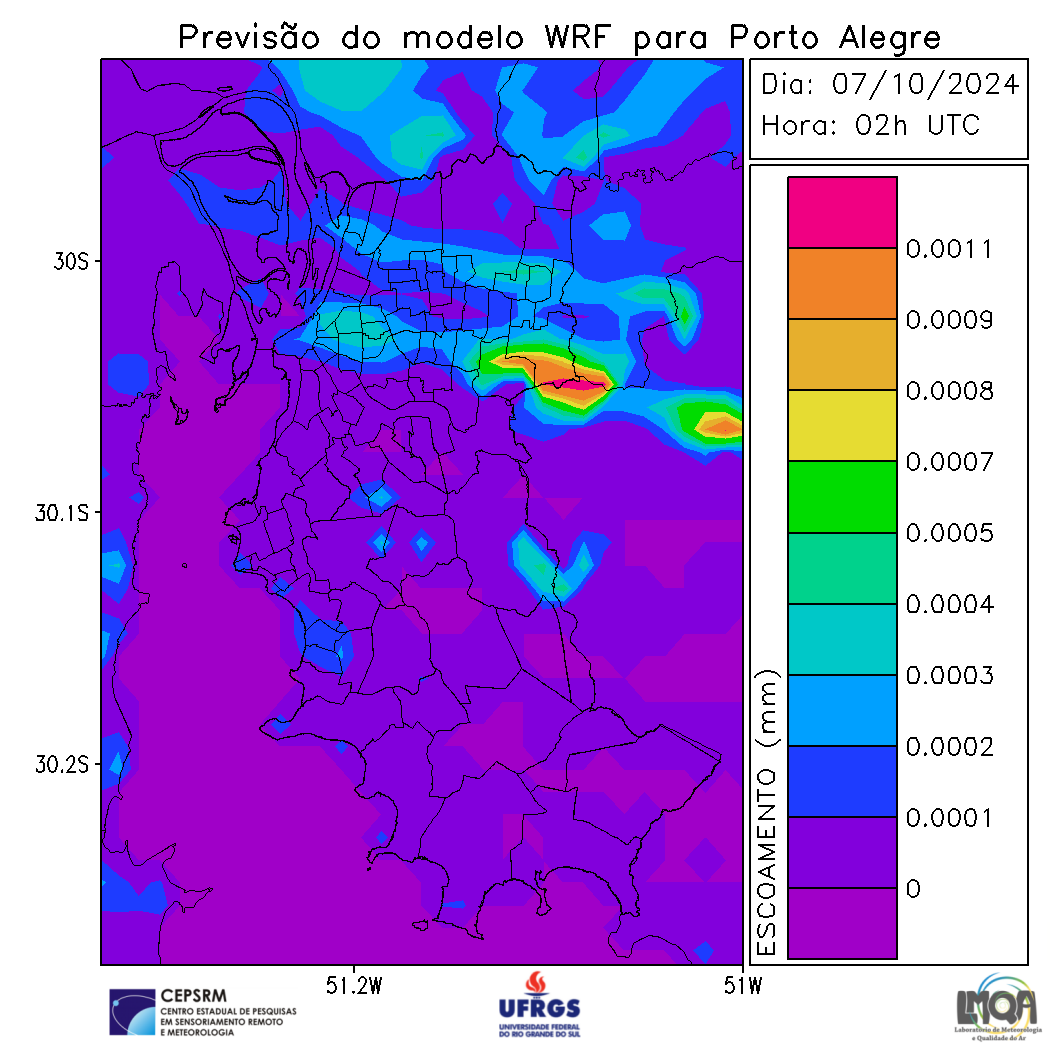 Previsão do modelo WRF para Porto Alegre
Dia: 07/10/2024
Hora: 02h UTC
30S
30.1S
30.2S
51.2W
51W
0.0011
0.0009
0.0008
0.0007
0.0005
0.0004
0.0003
0.0002
0.0001
0
ESCOAMENTO (mm)
CEPSRM
CENTRO ESTADUAL DE PESQUISAS
EM SENSORIAMENTO REMOTO
E METEOROLOGIA
UFRGS
UNIVERSIDADE FEDERAL
DO RIO GRANDE DO SUL
LMQA
Laboratório de Meteorologia
e Qualidade do Ar